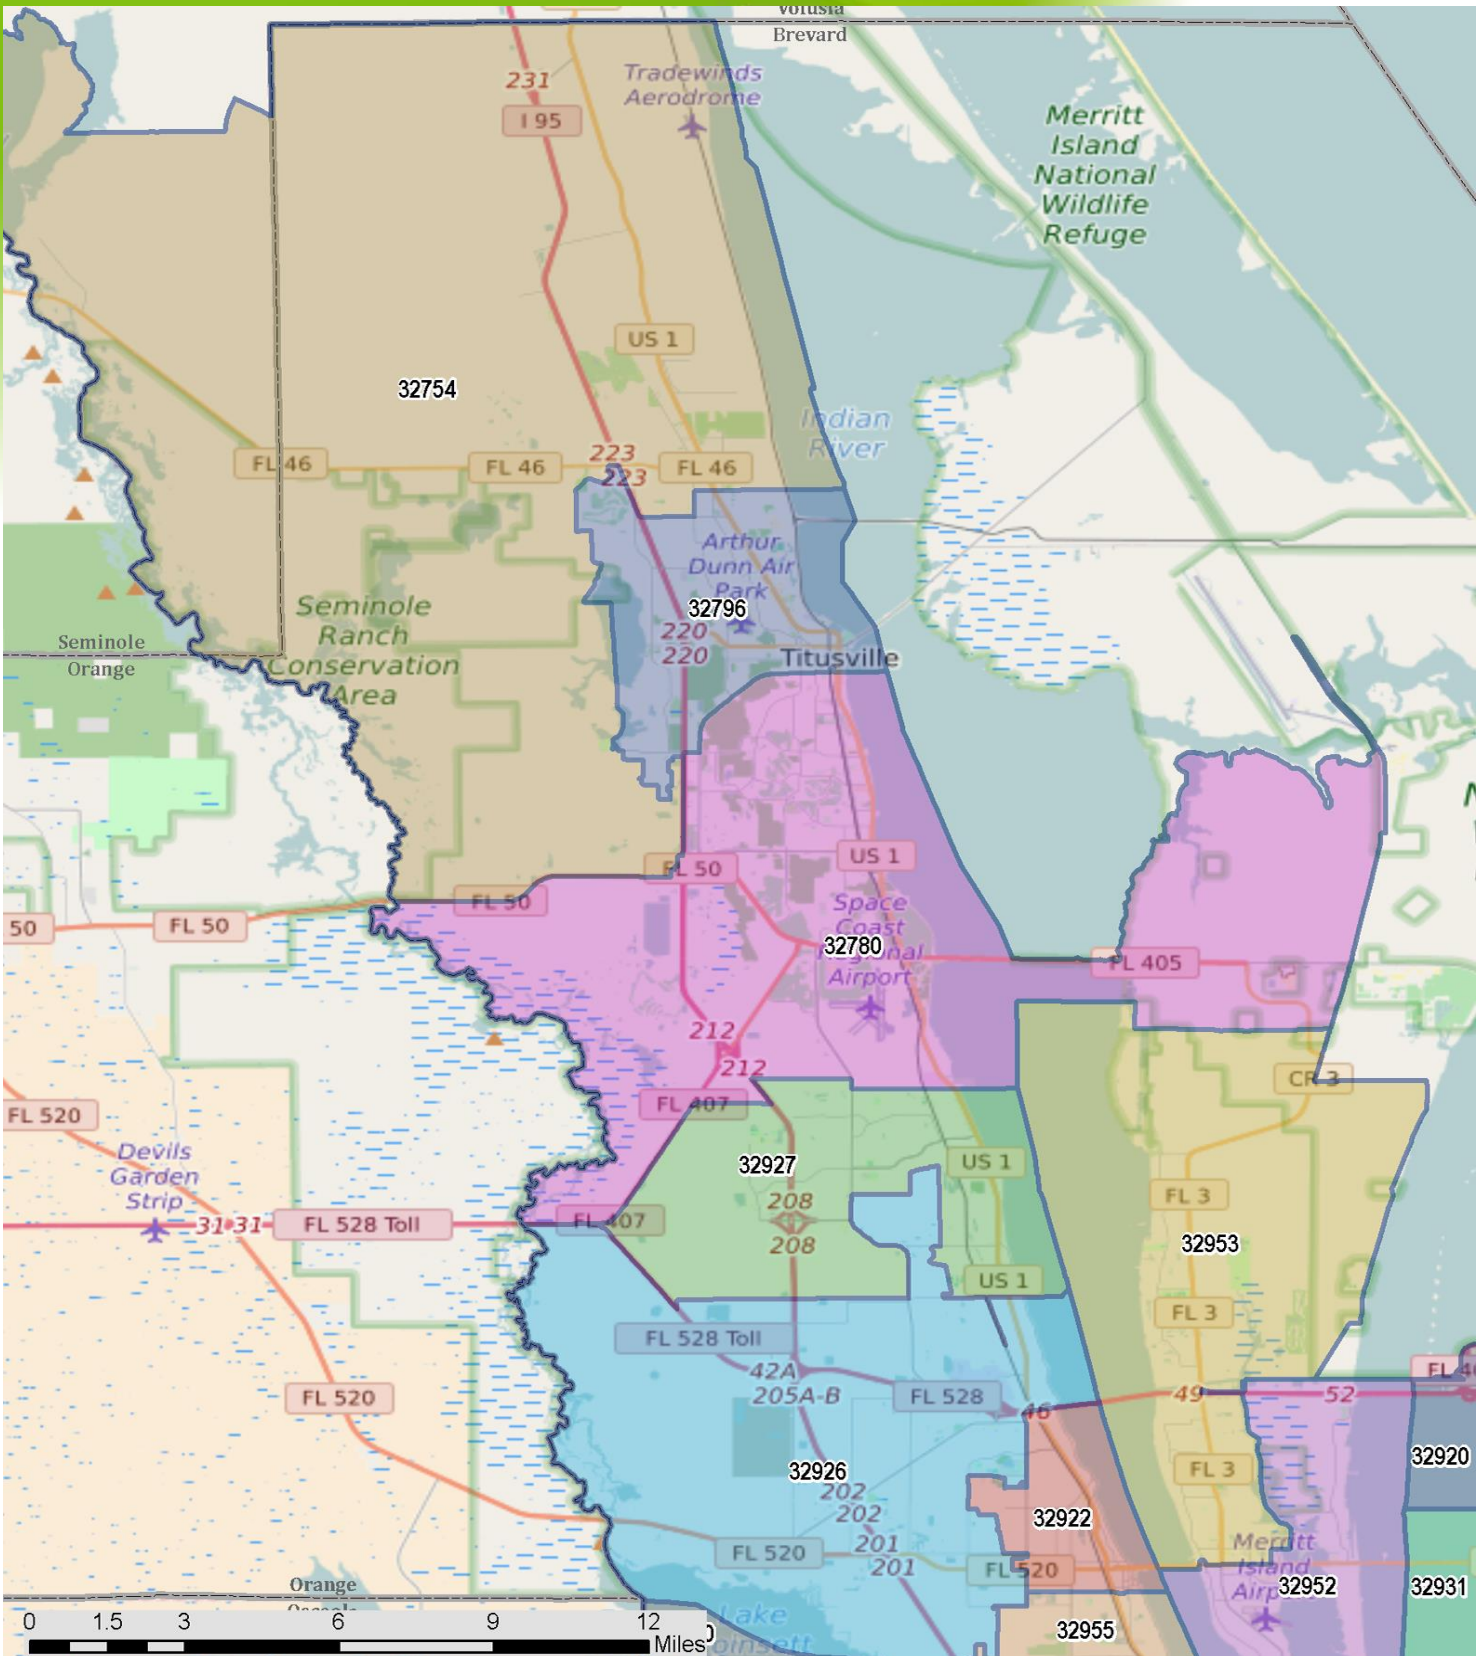 Volusia
Brevard
Tradewinds
Aerodrome
231
I 95
Merritt
Island
National
Wildlife
Refuge
US 1
32754
Indian
River
223
FL 46
FL 46
FL 46
223
Arthur
Dunn Air
Park
32796
Seminole
Ranch
Conservation
Area
220
220
Seminole
Orange
Titusville
FL 50
US 1
FL 50
50
FL 50
Space
Coast
Regional
Airport
32780
FL 405
212
212
CR 3
FL 407
FL 520
Devils
Garden
Strip
32927
US 1
FL 3
208
208
31 31
FL 528 Toll
FL 407
32953
US 1
FL 3
FL 528 Toll
42A
205A-B
FL 528
46
49
52
FL 520
32926
202
202
FL 3
32920
32922
201
201
FL 520
FL 520
Merritt
Island
Airport
32952
32931
Orange
32955
Lake
0 1.5 3 6 9 12
Miles